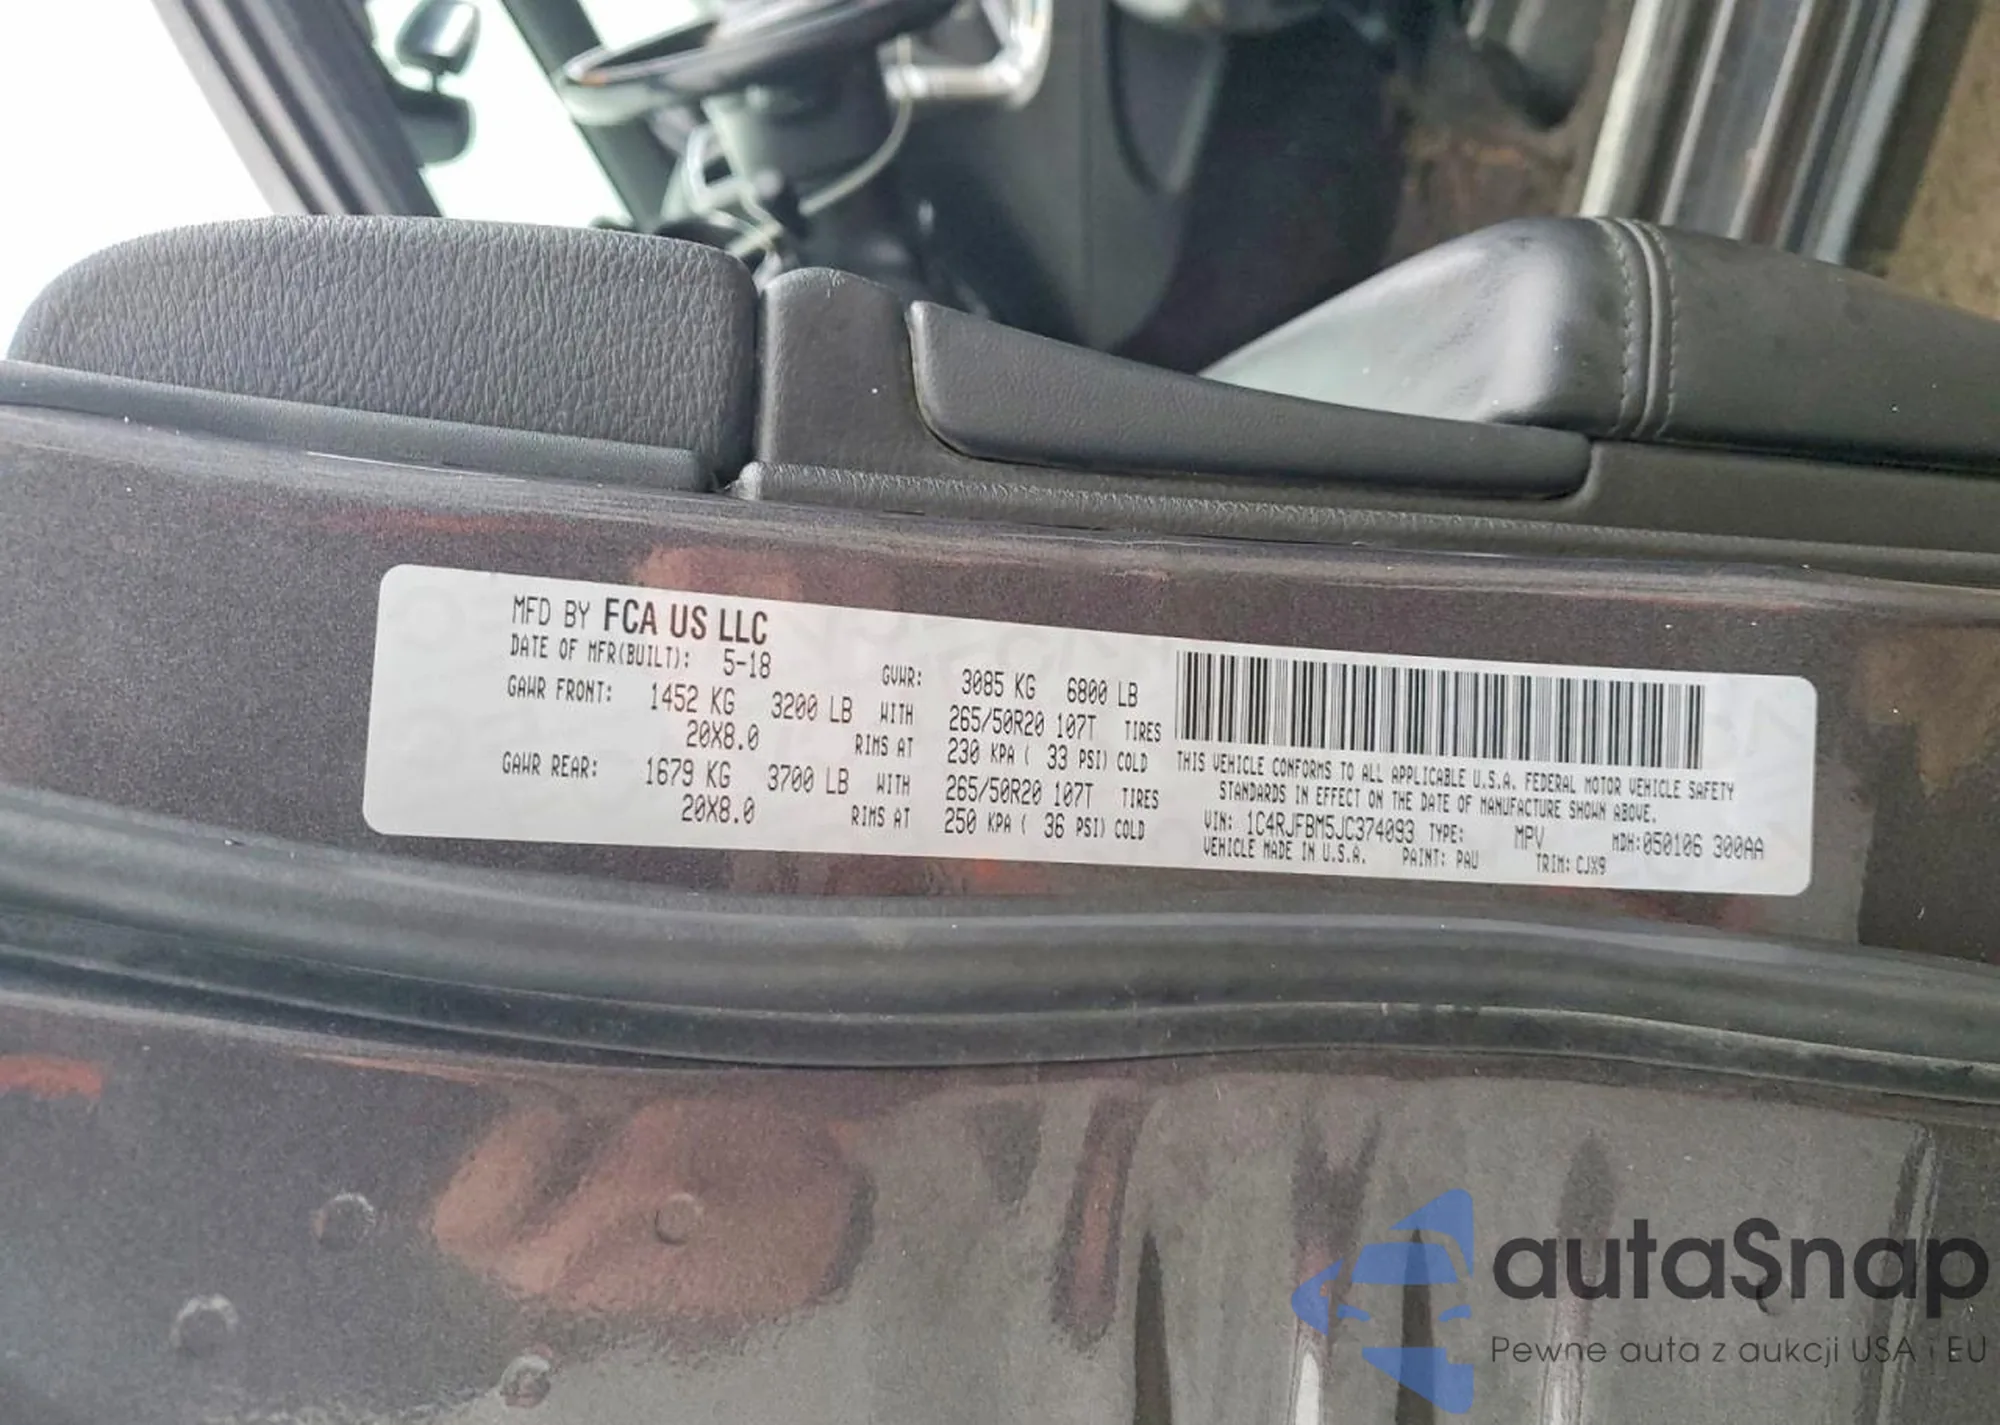 MFD BY FCA US LLC
DATE OF MFR(BUILT): 5-18 GVWR: 3085 KG 6800 LB
GAWR FRONT: 1452 KG 3200 LB WITH 265/50R20 107T TIRES
20X8.0 RIMS AT 230 KPA ( 33 PSI) COLD
GAWR REAR: 1679 KG 3700 LB WITH 265/50R20 107T TIRES
20X8.0 RIMS AT 250 KPA ( 36 PSI) COLD
THIS VEHICLE CONFORMS TO ALL APPLICABLE U.S.A. FEDERAL MOTOR VEHICLE SAFETY
STANDARDS IN EFFECT ON THE DATE OF MANUFACTURE SHOWN ABOVE.
VIN: 1C4RJFBM5JC374093 TYPE: MPV MDH:050106 300AA
VEHICLE MADE IN U.S.A. PAINT: PAU TRIM: CJX9
autaSnap
Pewne auta z aukcji USA i EU